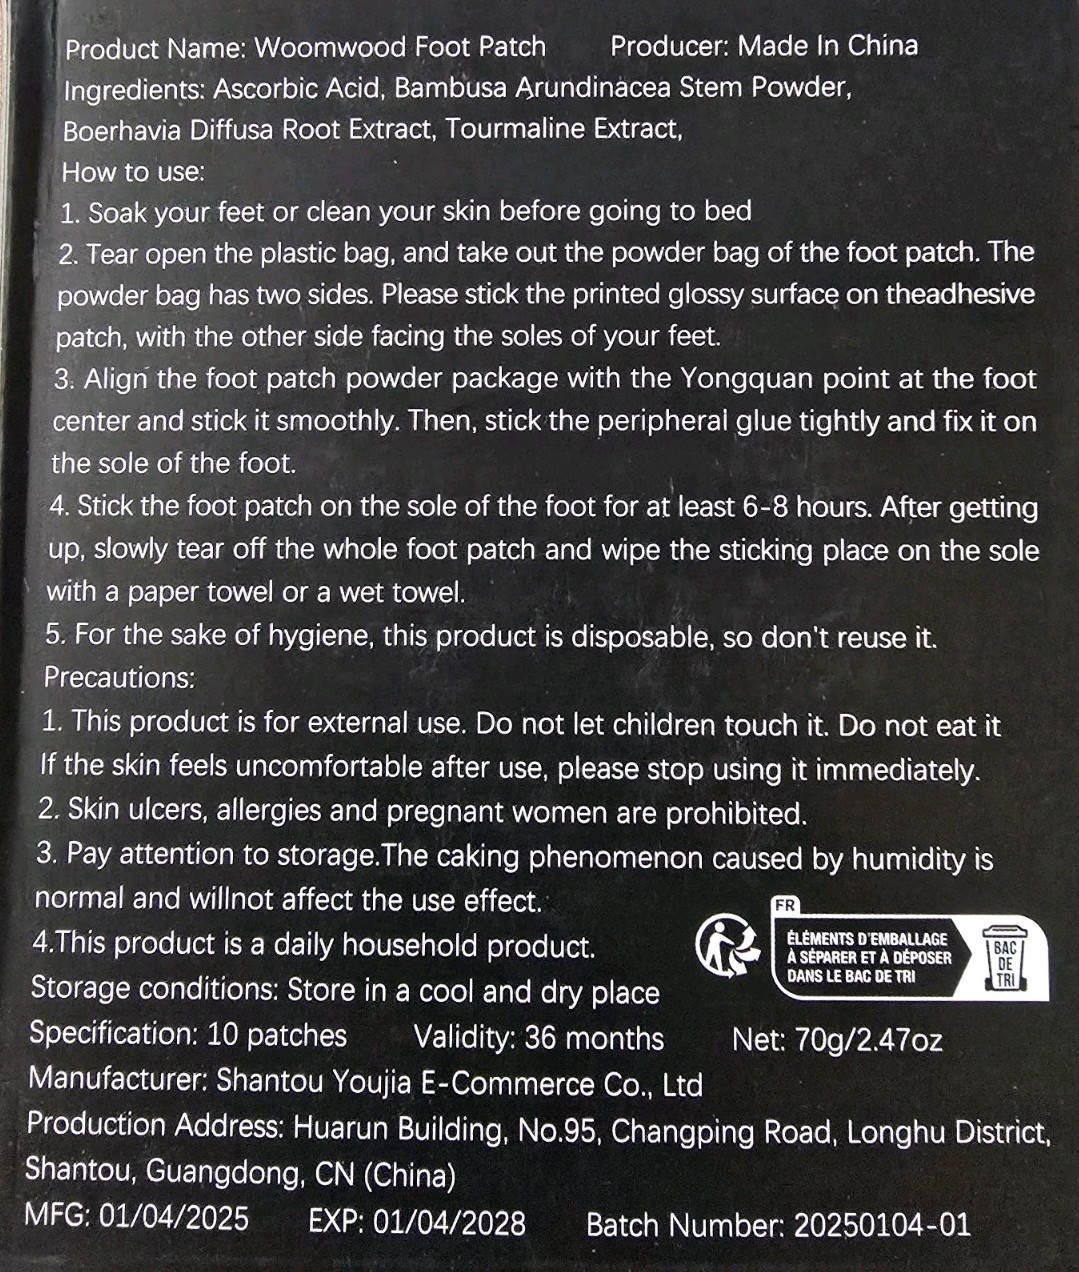 Product Name: Woomwood Foot Patch Producer: Made In China
Ingredients: Ascorbic Acid, Bambusa Arundinacea Stem Powder,
Boerhavia Diffusa Root Extract, Tourmaline Extract,
How to use:
1. Soak your feet or clean your skin before going to bed
2. Tear open the plastic bag, and take out the powder bag of the foot patch. The
powder bag has two sides. Please stick the printed glossy surface on theadhesive
patch, with the other side facing the soles of your feet.
3. Align the foot patch powder package with the Yongquan point at the foot
center and stick it smoothly. Then, stick the peripheral glue tightly and fix it on
the sole of the foot.
4. Stick the foot patch on the sole of the foot for at least 6-8 hours. After getting
up, slowly tear off the whole foot patch and wipe the sticking place on the sole
with a paper towel or a wet towel.
5. For the sake of hygiene, this product is disposable, so don't reuse it.
Precautions:
1. This product is for external use. Do not let children touch it. Do not eat it
If the skin feels uncomfortable after use, please stop using it immediately.
2. Skin ulcers, allergies and pregnant women are prohibited.
3. Pay attention to storage.The caking phenomenon caused by humidity is
normal and willnot affect the use effect.
4.This product is a daily household product.
FR
ÉLÉMENTS D'EMBALLAGE
À SÉPARER ET À DÉPOSER
DANS LE BAC DE TRI
BAC
DE
TRI
Storage conditions: Store in a cool and dry place
Specification: 10 patches Validity: 36 months Net: 70g/2.47oz
Manufacturer: Shantou Youjia E-Commerce Co., Ltd
Production Address: Huarun Building, No.95, Changping Road, Longhu District,
Shantou, Guangdong, CN (China)
MFG: 01/04/2025 EXP: 01/04/2028 Batch Number: 20250104-01